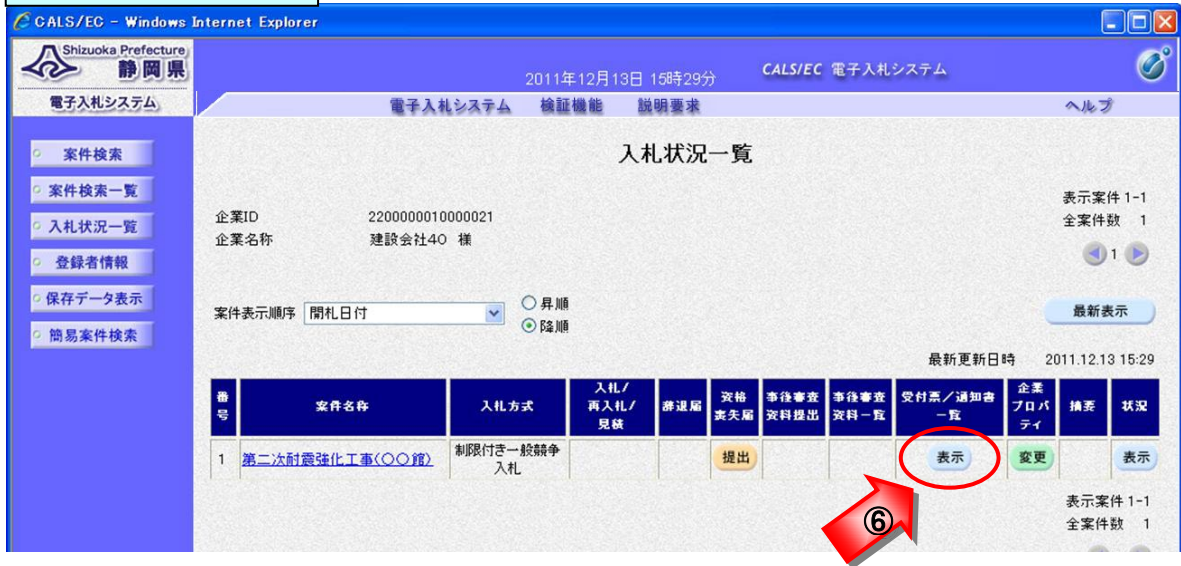 CALS/EC - Windows Internet Explorer
Shizuoka Prefecture
静岡県
2011年12月13日 15時29分
CALS/EC 電子入札システム
電子入札システム
電子入札システム 検証機能 説明要求 ヘルプ
案件検索
案件検索一覧
入札状況一覧
登録者情報
保存データ表示
簡易案件検索
入札状況一覧
表示案件 1-1
全案件数 1
1
企業ID 2200000010000021
企業名称 建設会社40 様
案件表示順序 開札日付
昇順
降順
最新表示
最新更新日時 2011.12.13 15:29
番号 案件名称 入札方式 入札/再入札/見積 辞退届 資格喪失届 事後審査資料提出 事後審査資料一覧 受付票/通知書一覧 企業プロパティ 摘要 状況
1 第二次耐震強化工事(〇〇館) 制限付き一般競争入札 提出 表示 変更 表示
⑥
表示案件 1-1
全案件数 1